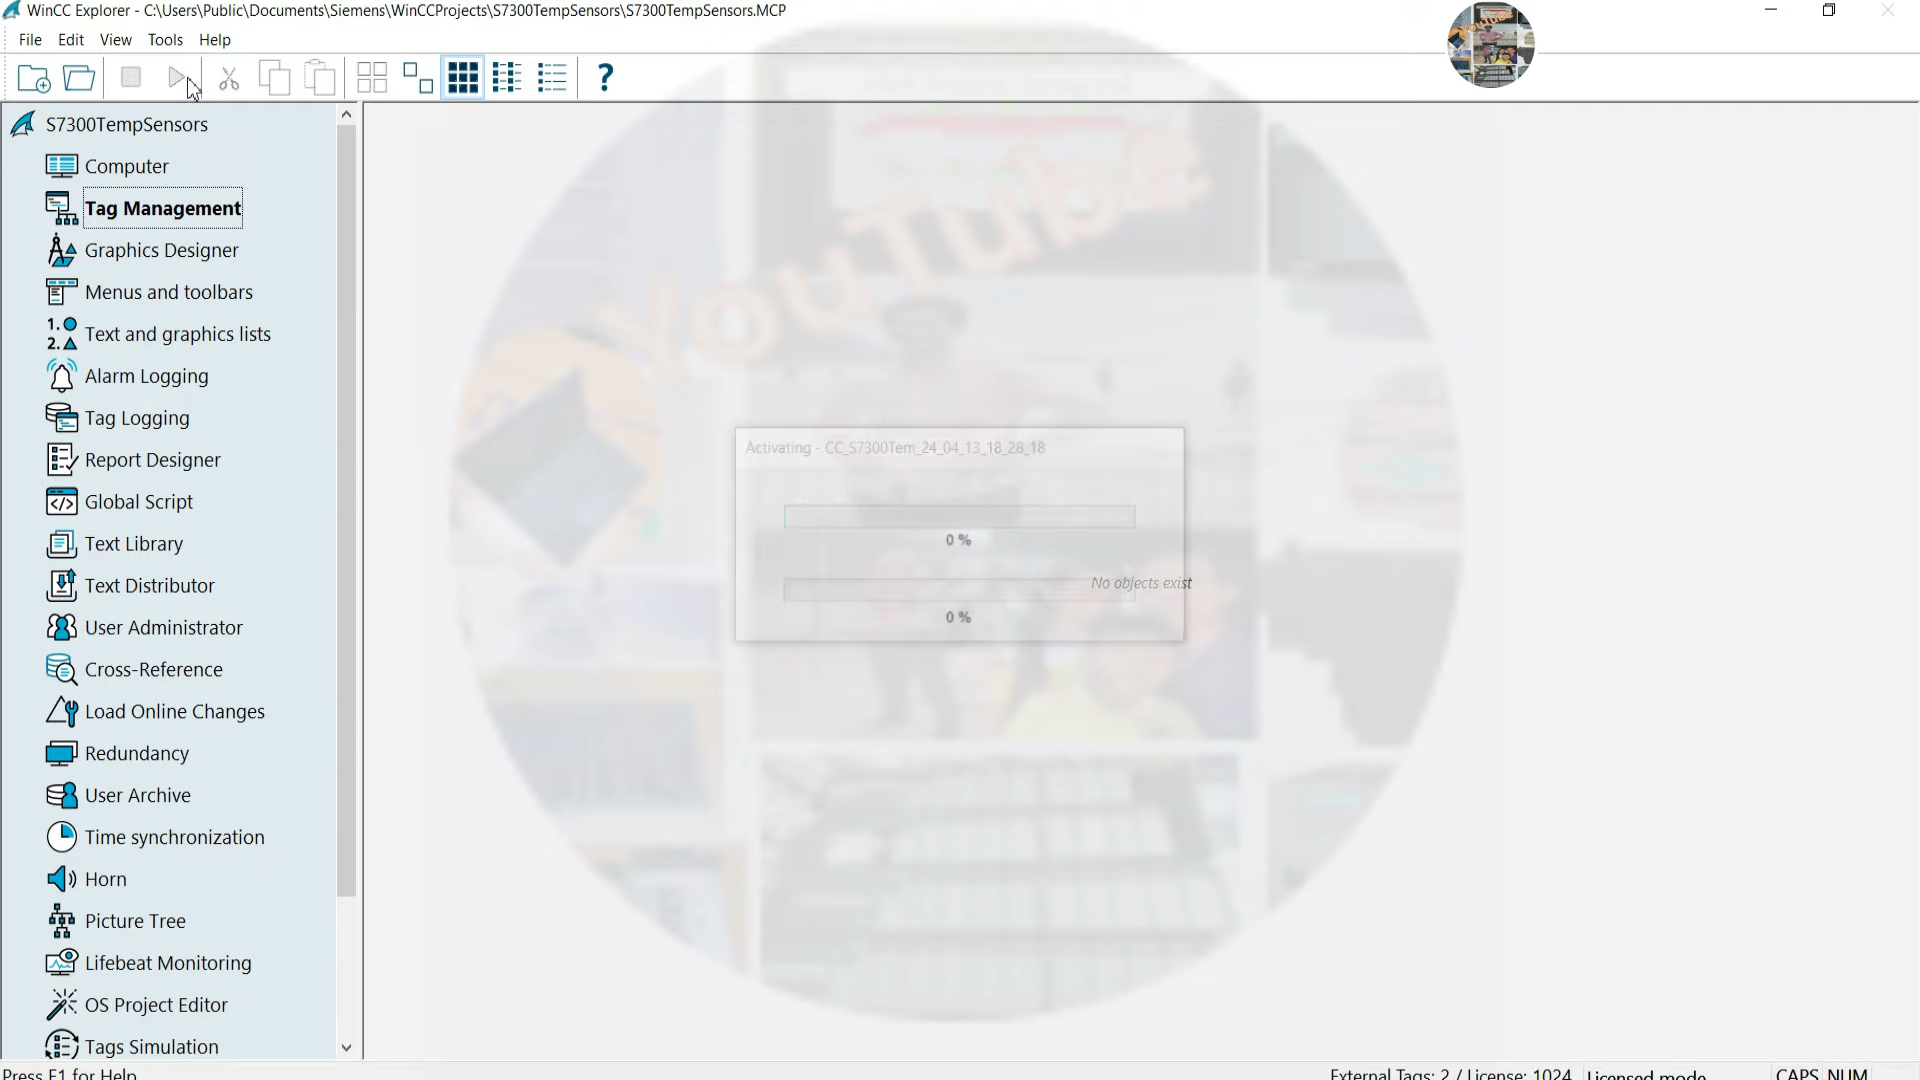 WinCC Explorer - C:\Users\Public\Documents\Siemens\WinCCProjects\S7300TempSensors\S7300TempSensors.MCP
File Edit View Tools Help
S7300TempSensors
Computer
Tag Management
Graphics Designer
Menus and toolbars
Text and graphics lists
Alarm Logging
Tag Logging
Report Designer
Global Script
Text Library
Text Distributor
User Administrator
Cross-Reference
Load Online Changes
Redundancy
User Archive
Time synchronization
Horn
Picture Tree
Lifebeat Monitoring
OS Project Editor
Tags Simulation
YouTube
Activating - CC_S7300Tem_24_04_13_18_28_18
0 %
No objects exist
0 %
Press F1 for Help
External Tags: 2 / License: 1024 Licensed mode CAPS NUM